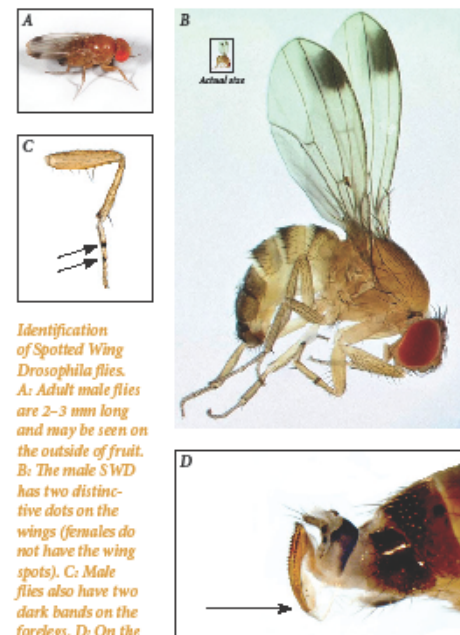 A
B
Actual size
C
Identification
of Spotted Wing
Drosophila flies.
A: Adult male flies
are 2–3 mm long
and may be seen on
the outside of fruit.
B: The male SWD
has two distinc-
tive dots on the
wings (females do
not have the wing
spots). C: Male
flies also have two
dark bands on the
forelegs. D: On the
D